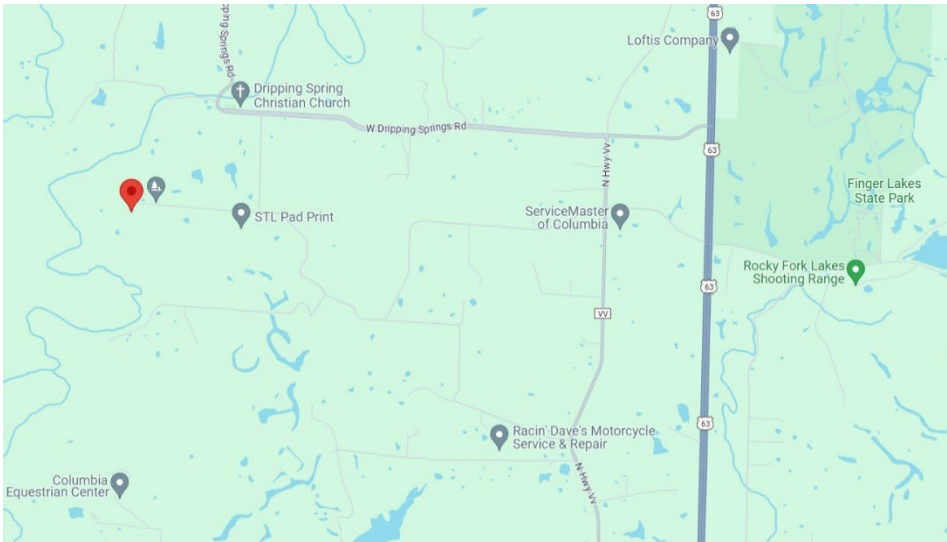 63
Loftis Company
pping Springs Rd
Dripping Spring
Christian Church
W Dripping Springs Rd
63
N Hwy VV
Finger Lakes
State Park
STL Pad Print
ServiceMaster
of Columbia
Rocky Fork Lakes
Shooting Range
63
VV
63
Racin' Dave's Motorcycle
Service & Repair
N Hwy VV
Columbia
Equestrian Center